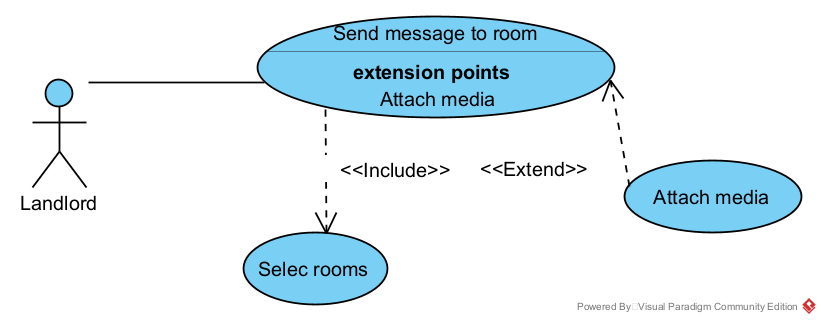 Send message to room
extension points
Attach media
<<Include>>
<<Extend>>
Attach media
Landlord
Selec rooms
Powered By Visual Paradigm Community Edition